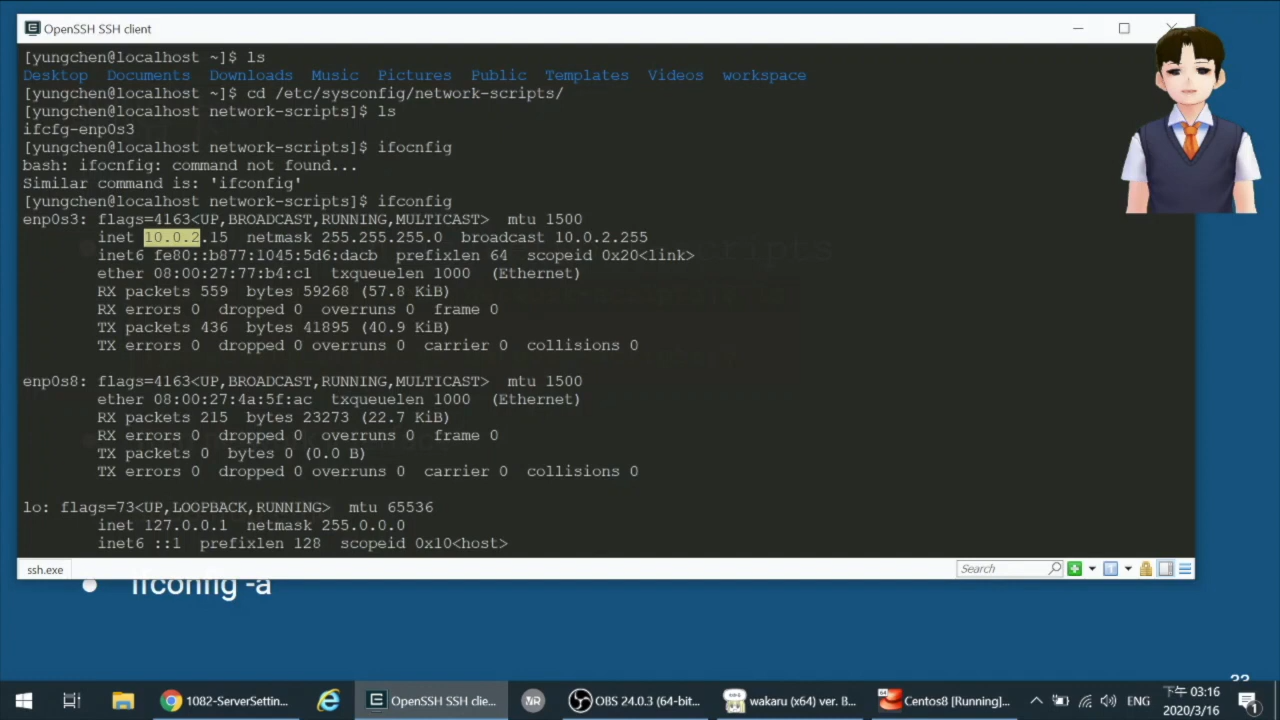 OpenSSH SSH client
[yungchen@localhost ~]$ ls
Desktop Documents Downloads Music Pictures Public Templates Videos workspace
[yungchen@localhost ~]$ cd /etc/sysconfig/network-scripts/
[yungchen@localhost network-scripts]$ ls
ifcfg-enp0s3
[yungchen@localhost network-scripts]$ ifocnfig
bash: ifocnfig: command not found...
Similar command is: 'ifconfig'
[yungchen@localhost network-scripts]$ ifconfig
enp0s3: flags=4163<UP,BROADCAST,RUNNING,MULTICAST> mtu 1500
inet 10.0.2.15 netmask 255.255.255.0 broadcast 10.0.2.255
inet6 fe80::b877:1045:5d6:dacb prefixlen 64 scopeid 0x20<link>
ether 08:00:27:77:b4:c1 txqueuelen 1000 (Ethernet)
RX packets 559 bytes 59268 (57.8 KiB)
RX errors 0 dropped 0 overruns 0 frame 0
TX packets 436 bytes 41895 (40.9 KiB)
TX errors 0 dropped 0 overruns 0 carrier 0 collisions 0
enp0s8: flags=4163<UP,BROADCAST,RUNNING,MULTICAST> mtu 1500
ether 08:00:27:4a:5f:ac txqueuelen 1000 (Ethernet)
RX packets 215 bytes 23273 (22.7 KiB)
RX errors 0 dropped 0 overruns 0 frame 0
TX packets 0 bytes 0 (0.0 B)
TX errors 0 dropped 0 overruns 0 carrier 0 collisions 0
lo: flags=73<UP,LOOPBACK,RUNNING> mtu 65536
inet 127.0.0.1 netmask 255.0.0.0
inet6 ::1 prefixlen 128 scopeid 0x10<host>
ssh.exe
Search
ifconfig -a
1082-ServerSettin...
OpenSSH SSH clie...
OBS 24.0.3 (64-bit...
wakaru (x64) ver. B...
Centos8 [Running]...
ENG
下午 03:16
2020/3/16
1